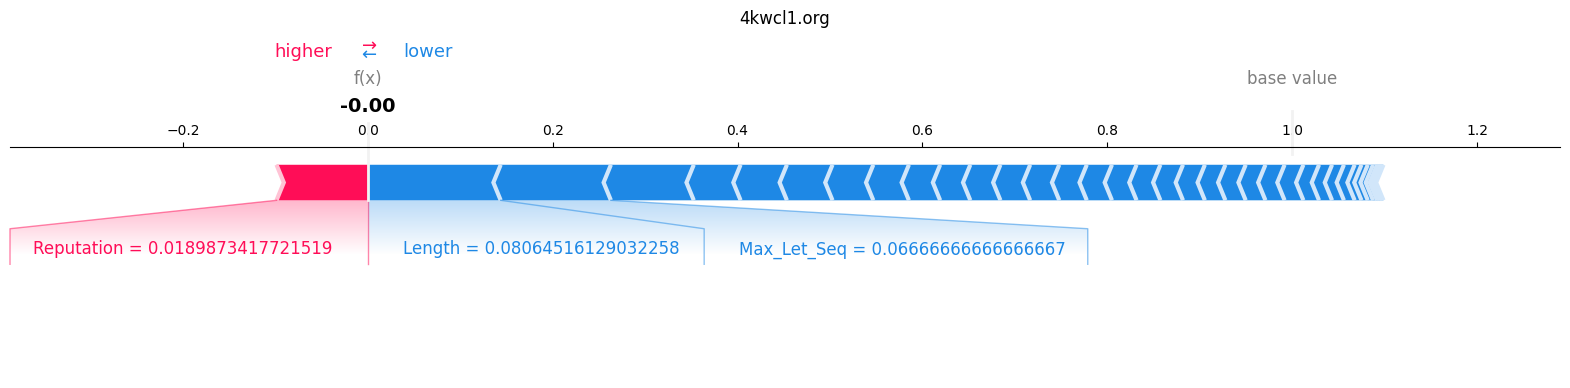 4kwcl1.org
higher → ← lower
f(x)
base value
-0.00
−0.2 0.0 0.2 0.4 0.6 0.8 1.0 1.2
Reputation = 0.0189873417721519 Length = 0.08064516129032258 Max_Let_Seq = 0.06666666666666667